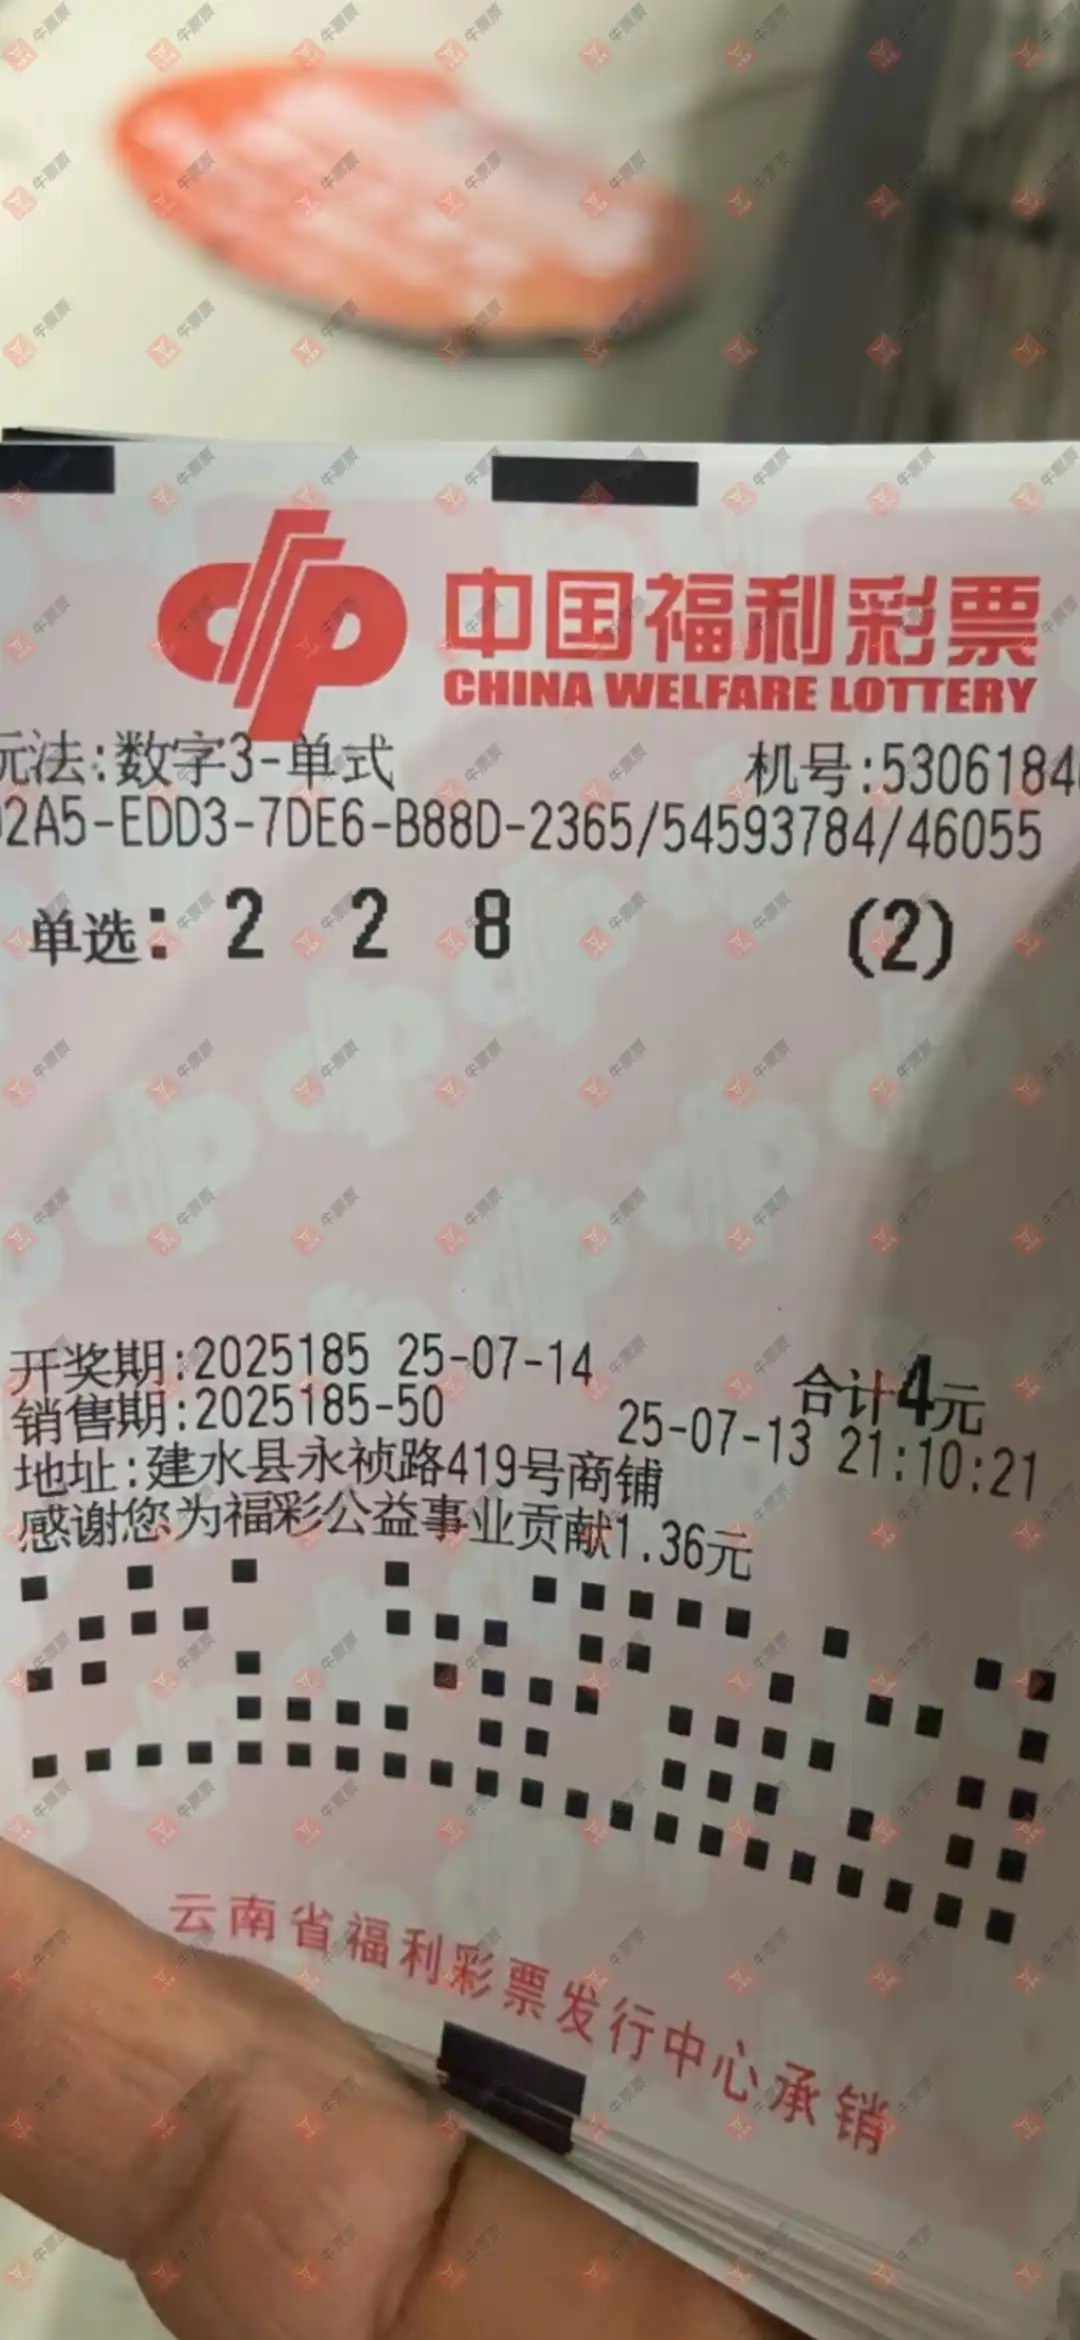 中国福利彩票
CHINA WELFARE LOTTERY
玩法:数字3-单式 机号:5306184
2A5-EDD3-7DE6-B88D-2365/54593784/46055
单选: 2 2 8 (2)
开奖期:2025185 25-07-14 合计4元
销售期:2025185-50 25-07-13 21:10:21
地址:建水县永祯路419号商铺
感谢您为福彩公益事业贡献1.36元
云南省福利彩票发行中心承销
牛票票